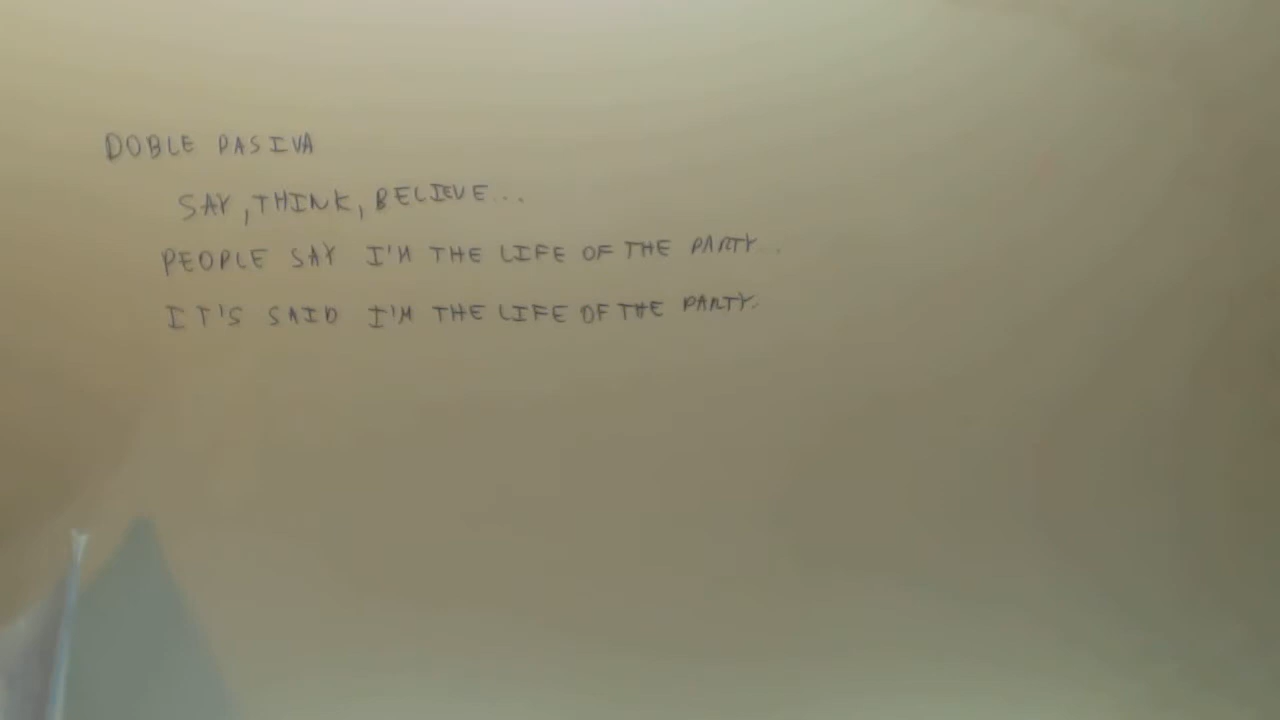 DOBLE PASIVA
SAY, THINK, BELIEVE...
PEOPLE SAY I'M THE LIFE OF THE PARTY.
IT'S SAID I'M THE LIFE OF THE PARTY.